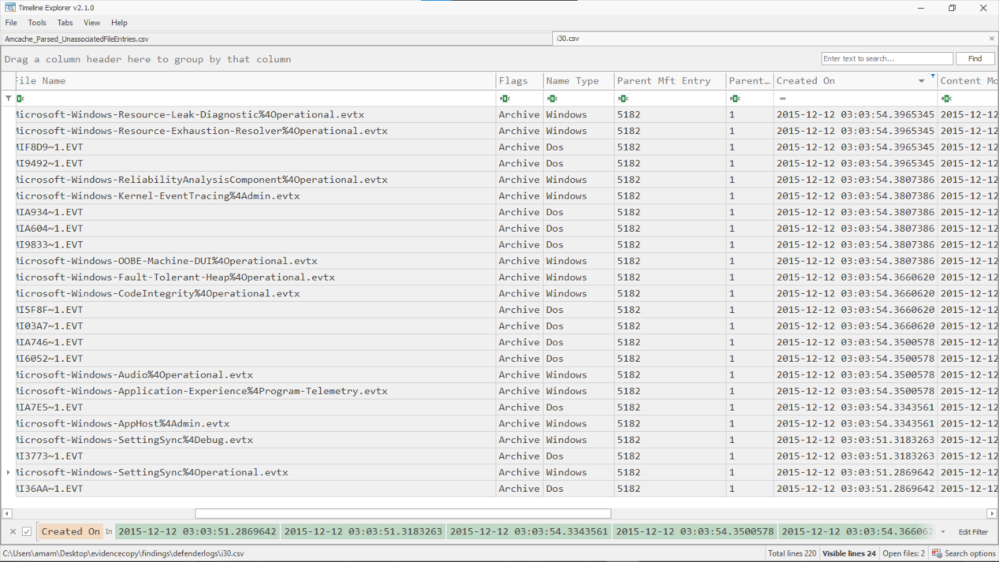 Timeline Explorer v2.1.0
File Tools Tabs View Help
Amcache_Parsed_UnassociatedFileEntries.csv i30.csv
Drag a column header here to group by that column Enter text to search... Find
File Name Flags Name Type Parent Mft Entry Parent... Created On Content Mo
Microsoft-Windows-Resource-Leak-Diagnostic%4Operational.evtx Archive Windows 5182 1 2015-12-12 03:03:54.3965345 2015-12-12
Microsoft-Windows-Resource-Exhaustion-Resolver%4Operational.evtx Archive Windows 5182 1 2015-12-12 03:03:54.3965345 2015-12-12
MIF8D9~1.EVT Archive Dos 5182 1 2015-12-12 03:03:54.3965345 2015-12-12
MI9492~1.EVT Archive Dos 5182 1 2015-12-12 03:03:54.3965345 2015-12-12
Microsoft-Windows-ReliabilityAnalysisComponent%4Operational.evtx Archive Windows 5182 1 2015-12-12 03:03:54.3807386 2015-12-12
Microsoft-Windows-Kernel-EventTracing%4Admin.evtx Archive Windows 5182 1 2015-12-12 03:03:54.3807386 2015-12-12
MIA934~1.EVT Archive Dos 5182 1 2015-12-12 03:03:54.3807386 2015-12-12
MIA604~1.EVT Archive Dos 5182 1 2015-12-12 03:03:54.3807386 2015-12-12
MI9833~1.EVT Archive Dos 5182 1 2015-12-12 03:03:54.3807386 2015-12-12
Microsoft-Windows-OOBE-Machine-DUI%4Operational.evtx Archive Windows 5182 1 2015-12-12 03:03:54.3807386 2015-12-12
Microsoft-Windows-Fault-Tolerant-Heap%4Operational.evtx Archive Windows 5182 1 2015-12-12 03:03:54.3660620 2015-12-12
Microsoft-Windows-CodeIntegrity%4Operational.evtx Archive Windows 5182 1 2015-12-12 03:03:54.3660620 2015-12-12
MI5F8F~1.EVT Archive Dos 5182 1 2015-12-12 03:03:54.3660620 2015-12-12
MI03A7~1.EVT Archive Dos 5182 1 2015-12-12 03:03:54.3660620 2015-12-12
MIA746~1.EVT Archive Dos 5182 1 2015-12-12 03:03:54.3500578 2015-12-12
MI6052~1.EVT Archive Dos 5182 1 2015-12-12 03:03:54.3500578 2015-12-12
Microsoft-Windows-Audio%4Operational.evtx Archive Windows 5182 1 2015-12-12 03:03:54.3500578 2015-12-12
Microsoft-Windows-Application-Experience%4Program-Telemetry.evtx Archive Windows 5182 1 2015-12-12 03:03:54.3500578 2015-12-12
MIA7E5~1.EVT Archive Dos 5182 1 2015-12-12 03:03:54.3343561 2015-12-12
Microsoft-Windows-AppHost%4Admin.evtx Archive Windows 5182 1 2015-12-12 03:03:54.3343561 2015-12-12
Microsoft-Windows-SettingSync%4Debug.evtx Archive Windows 5182 1 2015-12-12 03:03:51.3183263 2015-12-12
MI3773~1.EVT Archive Dos 5182 1 2015-12-12 03:03:51.3183263 2015-12-12
Microsoft-Windows-SettingSync%4Operational.evtx Archive Windows 5182 1 2015-12-12 03:03:51.2869642 2015-12-12
MI36AA~1.EVT Archive Dos 5182 1 2015-12-12 03:03:51.2869642 2015-12-12
Created On In 2015-12-12 03:03:51.2869642 2015-12-12 03:03:51.3183263 2015-12-12 03:03:54.3343561 2015-12-12 03:03:54.3500578 2015-12-12 03:03:54.366062 Edit Filter
C:\Users\amam\Desktop\evidencecopy\findings\defenderlogs\i30.csv Total lines 220 Visible lines 24 Open files: 2 Search options